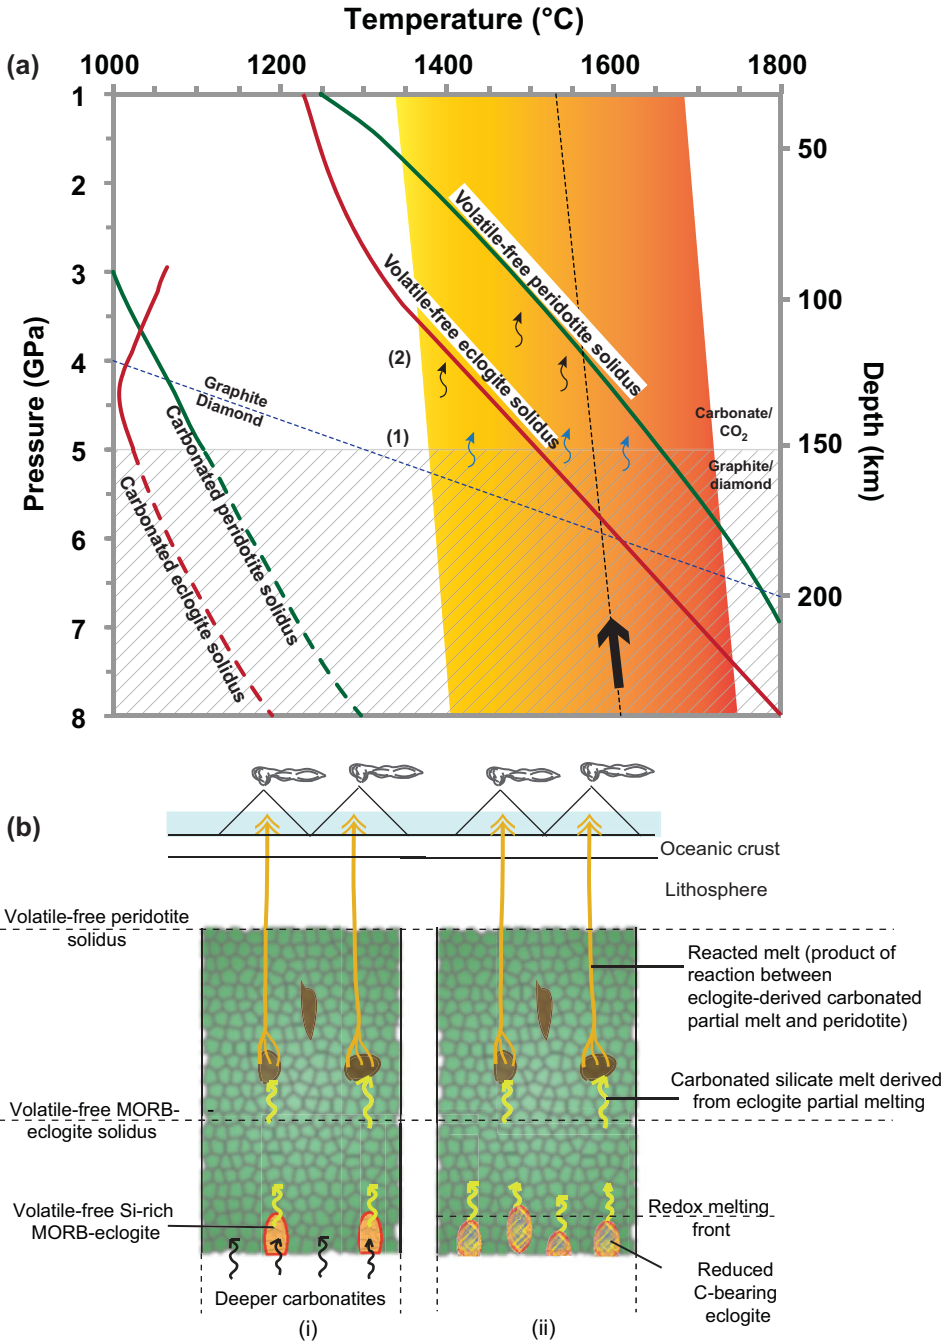 Temperature (°C)
(a)
1000 1200 1400 1600 1800
1
2
3
4
5
6
7
8
Pressure (GPa)
50
100
150
200
Depth (km)
Volatile-free peridotite solidus
Volatile-free eclogite solidus
(2)
(1)
Graphite
Diamond
Carbonated peridotite solidus
Carbonated eclogite solidus
Carbonate/
CO2
Graphite/
diamond
(b)
Oceanic crust
Lithosphere
Volatile-free peridotite
solidus
Reacted melt (product of
reaction between
eclogite-derived carbonated
partial melt and peridotite)
Carbonated silicate melt derived
from eclogite partial melting
Volatile-free MORB-
eclogite solidus
Volatile-free Si-rich
MORB-eclogite
Redox melting
front
Reduced
C-bearing
eclogite
Deeper carbonatites
(i)
(ii)